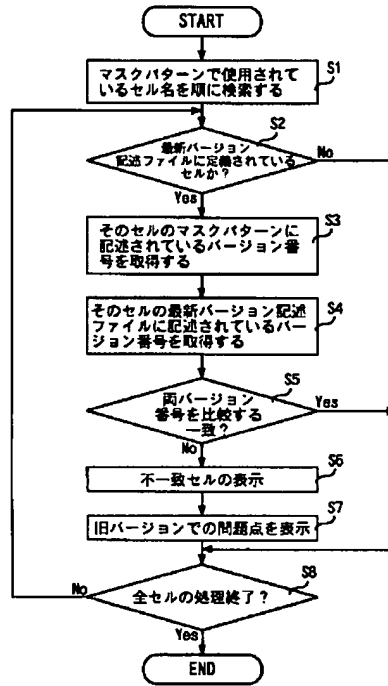 START
S1
マスクパターンで使用されて
いるセル名を順に検索する
S2
最新バージョン
記述ファイルに定義されている
セルか?
No
Yes
S3
そのセルのマスクパターンに
記述されているバージョン番
号を取得する
S4
そのセルの最新バージョン記述
ファイルに記述されているバー
ジョン番号を取得する
S5
両バージョン
番号を比較する
一致?
Yes
No
S6
不一致セルの表示
S7
旧バージョンでの問題点を表示
S8
全セルの処理終了?
No
Yes
END